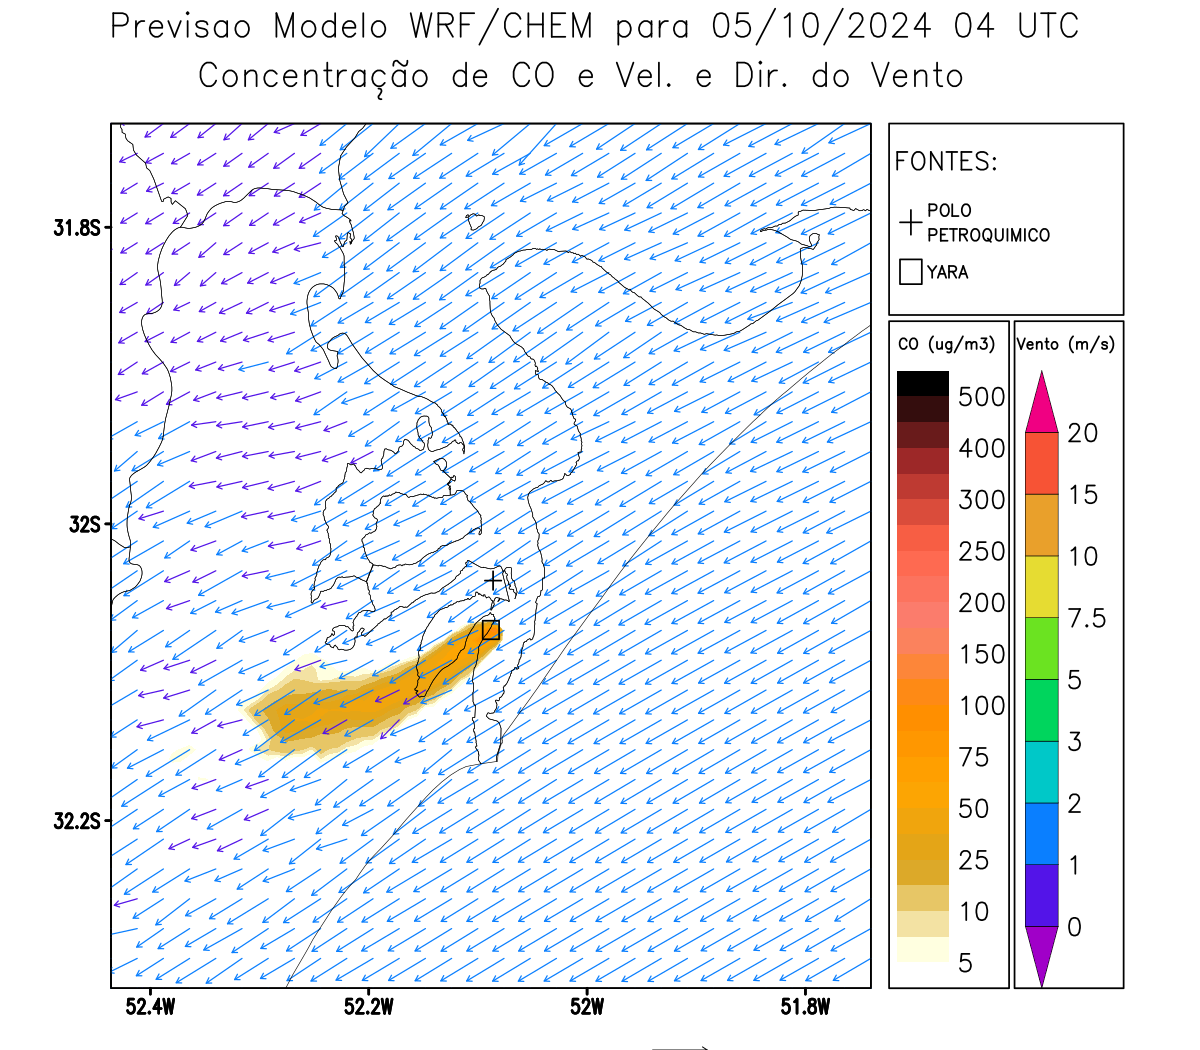 Previsao Modelo WRF/CHEM para 05/10/2024 04 UTC
Concentração de CO e Vel. e Dir. do Vento
FONTES:
POLO
PETROQUIMICO
YARA
CO (ug/m3)
500
400
300
250
200
150
100
75
50
25
10
5
Vento (m/s)
20
15
10
7.5
5
3
2
1
0
31.8S
32S
32.2S
52.4W
52.2W
52W
51.8W